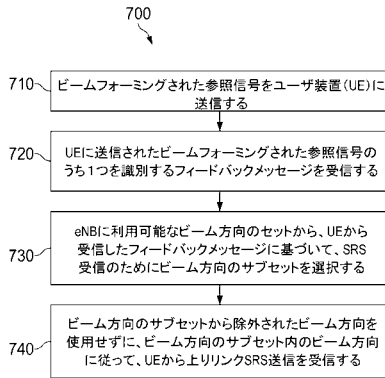 700
710
ビームフォーミングされた参照信号をユーザ装置(UE)に
送信する
720
UEに送信されたビームフォーミングされた参照信号の
うち1つを識別するフィードバックメッセージを受信する
730
eNBに利用可能なビーム方向のセットから、UEから
受信したフィードバックメッセージに基づいて、SRS
受信のためにビーム方向のサブセットを選択する
740
ビーム方向のサブセットから除外されたビーム方向を
使用せずに、ビーム方向のサブセット内のビーム方向
に従って、UEから上りリンクSRS送信を受信する